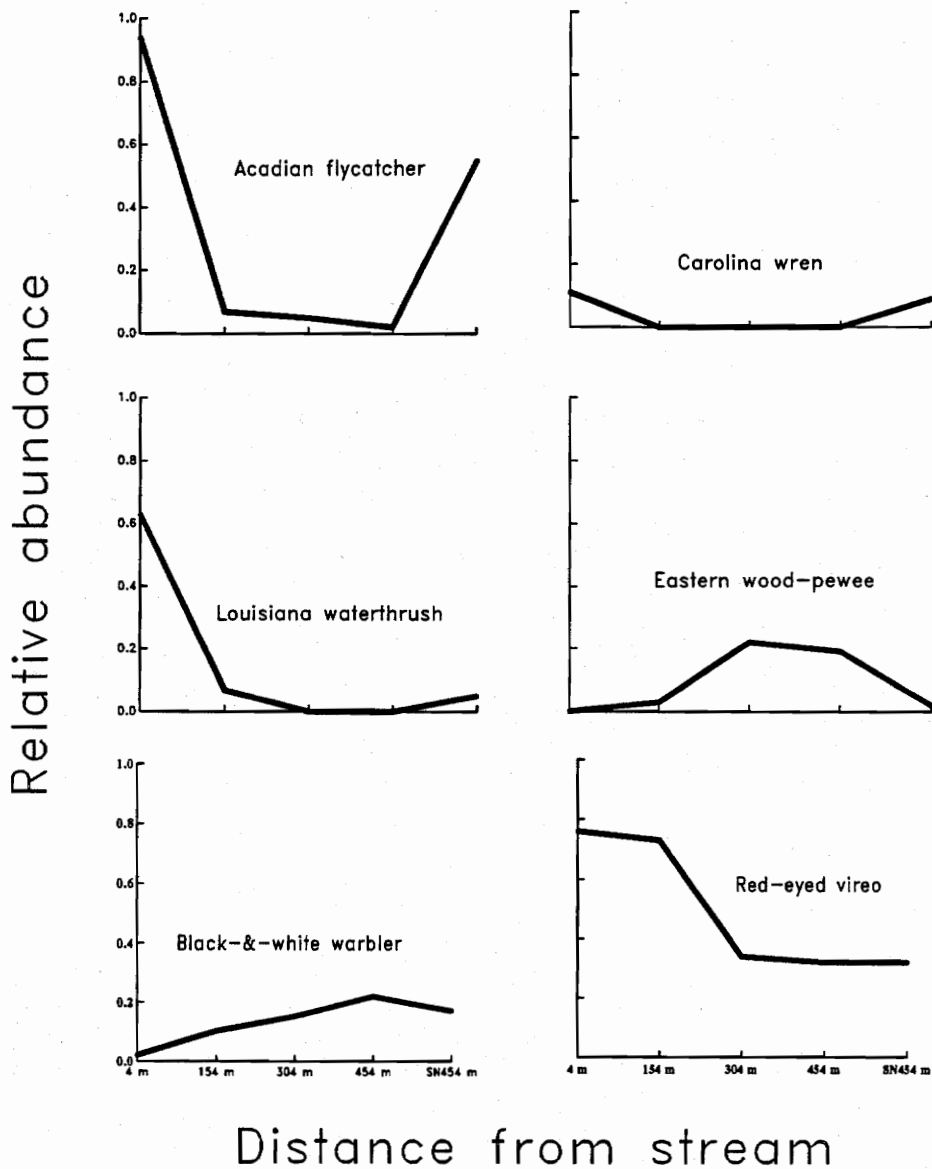 Relative abundance
1.0
0.8
0.6
0.4
0.2
0.0
Acadian flycatcher
Carolina wren
1.0
0.8
0.6
0.4
0.2
0.0
Louisiana waterthrush
Eastern wood-pewee
1.0
0.8
0.6
0.4
0.2
0.0
Black-&-white warbler
4 m 154 m 304 m 454 m SN454 m
Red-eyed vireo
4 m 154 m 304 m 454 m SN454 m
Distance from stream